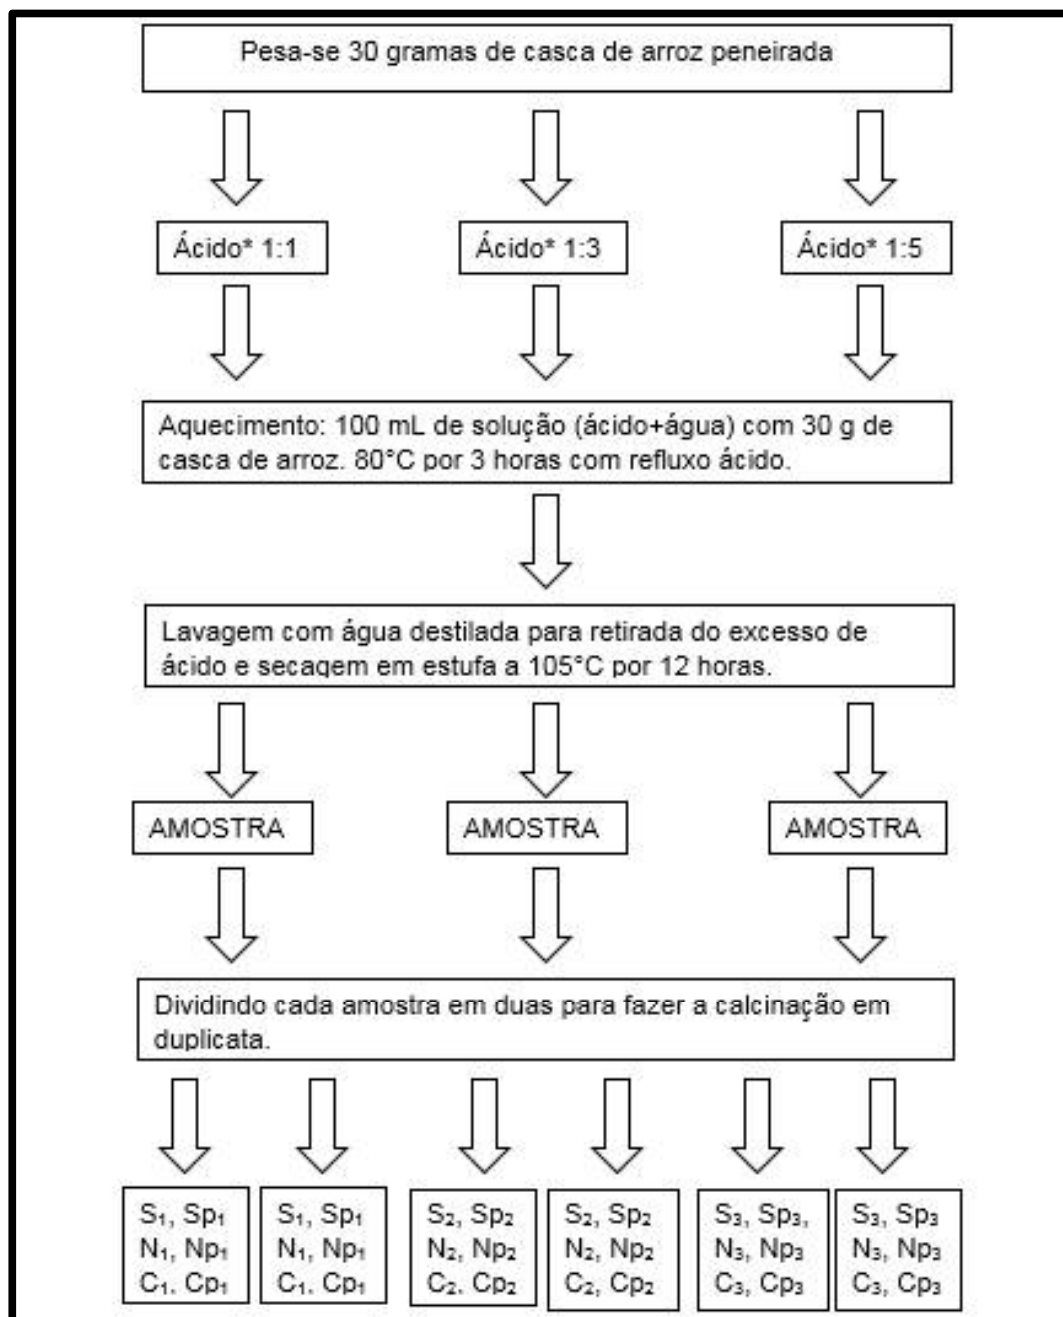 Pesa-se 30 gramas de casca de arroz peneirada
Ácido* 1:1
Ácido* 1:3
Ácido* 1:5
Aquecimento: 100 mL de solução (ácido+água) com 30 g de
casca de arroz. 80°C por 3 horas com refluxo ácido.
Lavagem com água destilada para retirada do excesso de
ácido e secagem em estufa a 105°C por 12 horas.
AMOSTRA
AMOSTRA
AMOSTRA
Dividindo cada amostra em duas para fazer a calcinação em
duplicata.
S₁, Sp₁
N₁, Np₁
C₁, Cp₁
S₁, Sp₁
N₁, Np₁
C₁, Cp₁
S₂, Sp₂
N₂, Np₂
C₂, Cp₂
S₂, Sp₂
N₂, Np₂
C₂, Cp₂
S₃, Sp₃,
N₃, Np₃
C₃, Cp₃
S₃, Sp₃
N₃, Np₃
C₃, Cp₃